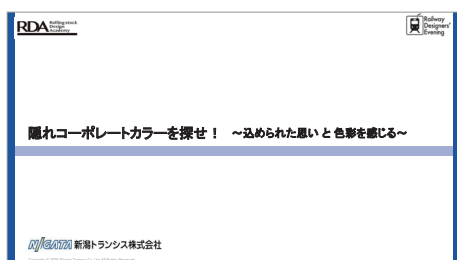 RDA Rolling-stock Design Academy
Railway
Designers'
Evening
隠れコーポレートカラーを探せ！ ～込められた思い と 色彩を感じる～
NIIGATA 新潟トランシス株式会社